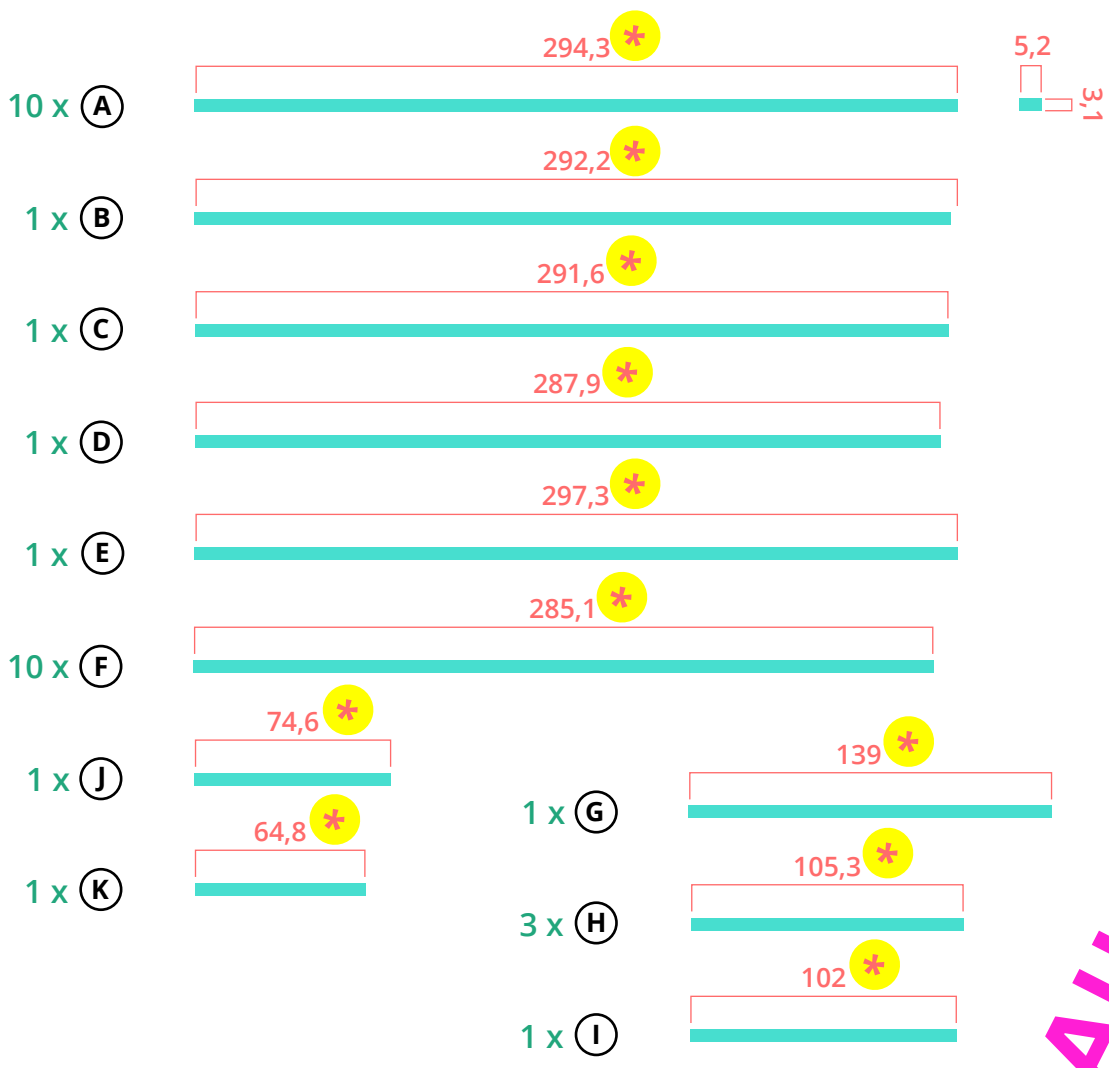 294,3 *
5,2
3,1
10 x A
292,2 *
1 x B
291,6 *
1 x C
287,9 *
1 x D
297,3 *
1 x E
285,1 *
10 x F
74,6 *
1 x J
139 *
1 x G
64,8 *
1 x K
105,3 *
3 x H
102 *
1 x I